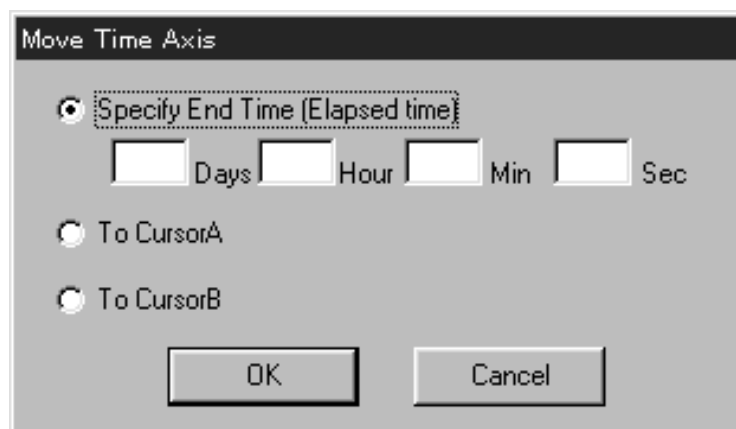 Move Time Axis
Specify End Time (Elapsed time)
Days Hour Min Sec
To CursorA
To CursorB
OK Cancel